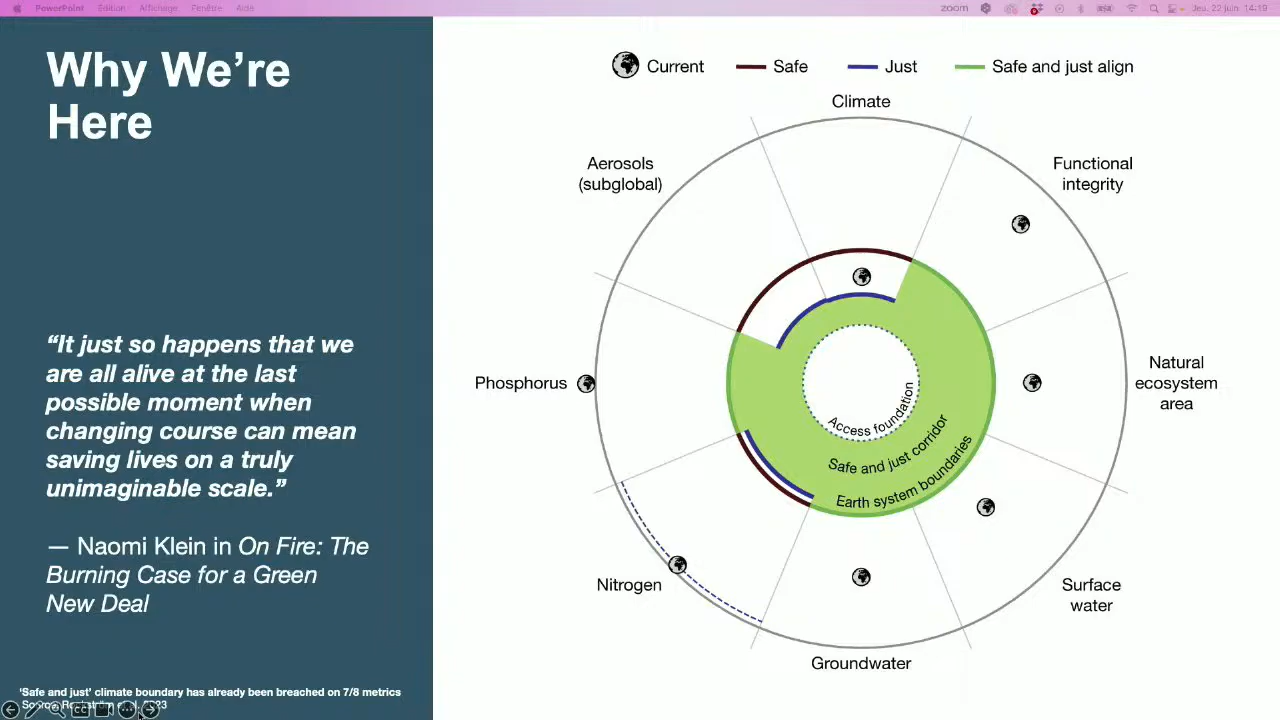 PowerPoint Édition Affichage Fenêtre Aide
zoom Jeu. 22 juin 14:19
Why We’re
Here
“It just so happens that we
are all alive at the last
possible moment when
changing course can mean
saving lives on a truly
unimaginable scale.”
— Naomi Klein in On Fire: The
Burning Case for a Green
New Deal
‘Safe and just’ climate boundary has already been breached on 7/8 metrics
Current Safe Just Safe and just align
Climate
Aerosols
(subglobal)
Functional
integrity
Phosphorus
Natural
ecosystem
area
Access foundation
Safe and just corridor
Earth system boundaries
Nitrogen
Surface
water
Groundwater